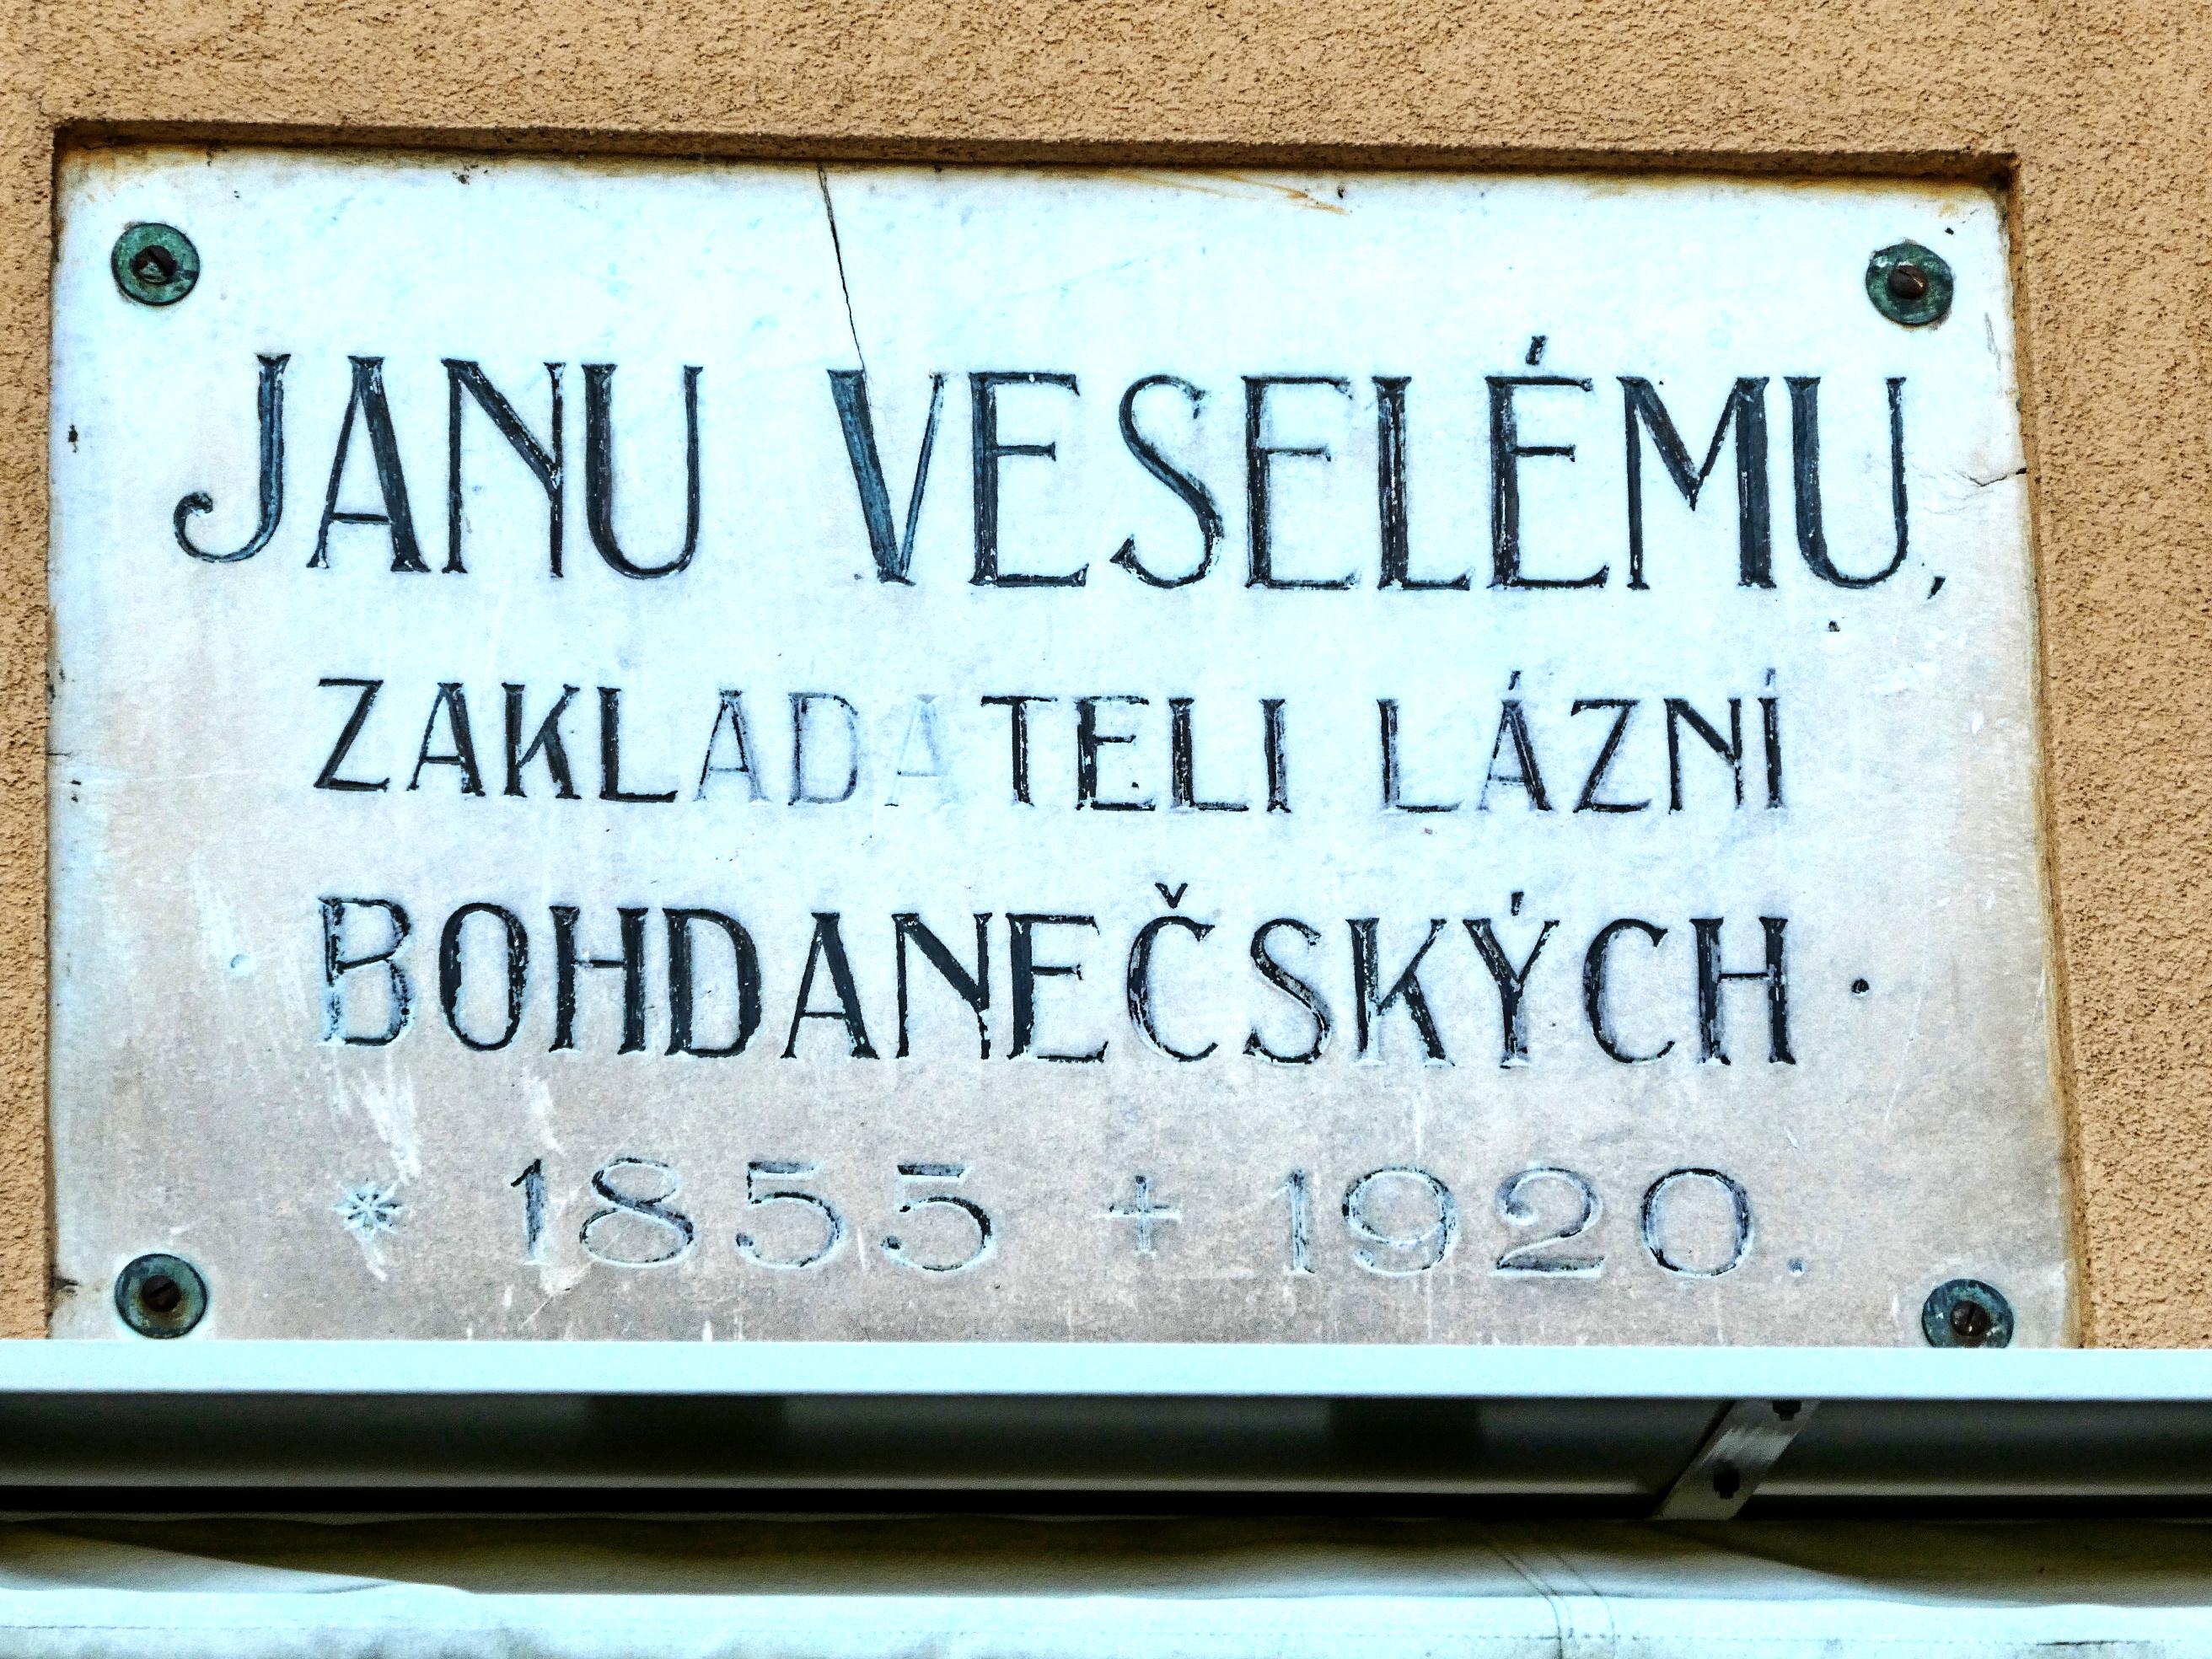 JANU VESELÉMU,
ZAKLADATELI LÁZNÍ
BOHDANEČSKÝCH.
* 1855 + 1920.